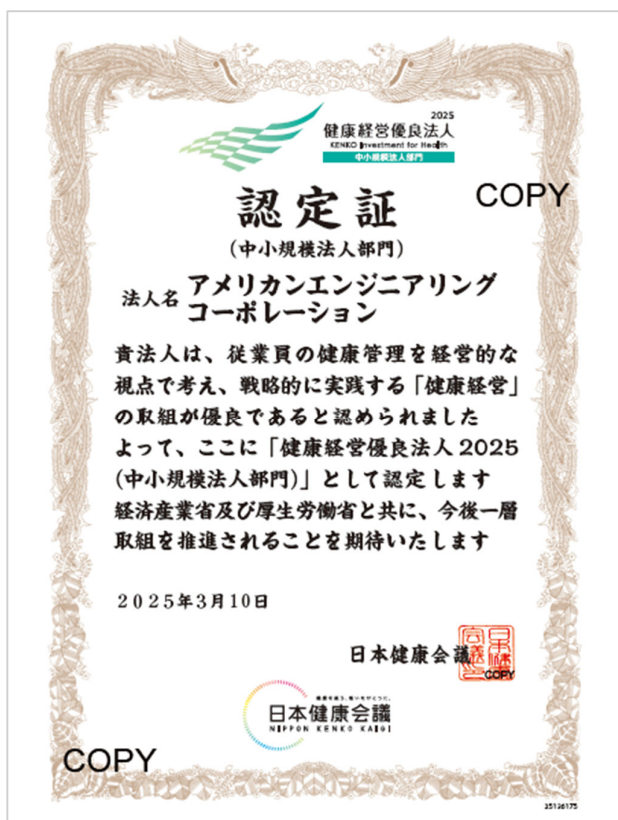 2025
健康経営優良法人
KENKO Investment for Health
中小規模法人部門
COPY
認定証
(中小規模法人部門)
法人名 アメリカンエンジニアリング
コーポレーション
貴法人は、従業員の健康管理を経営的な
視点で考え、戦略的に実践する「健康経営」
の取組が優良であると認められました
よって、ここに「健康経営優良法人2025
(中小規模法人部門)」として認定します
経済産業省及び厚生労働省と共に、今後一層
取組を推進されることを期待いたします
2025年3月10日
日本健康会議
COPY
日本健康会議
NIPPON KENKO KAIGI
COPY